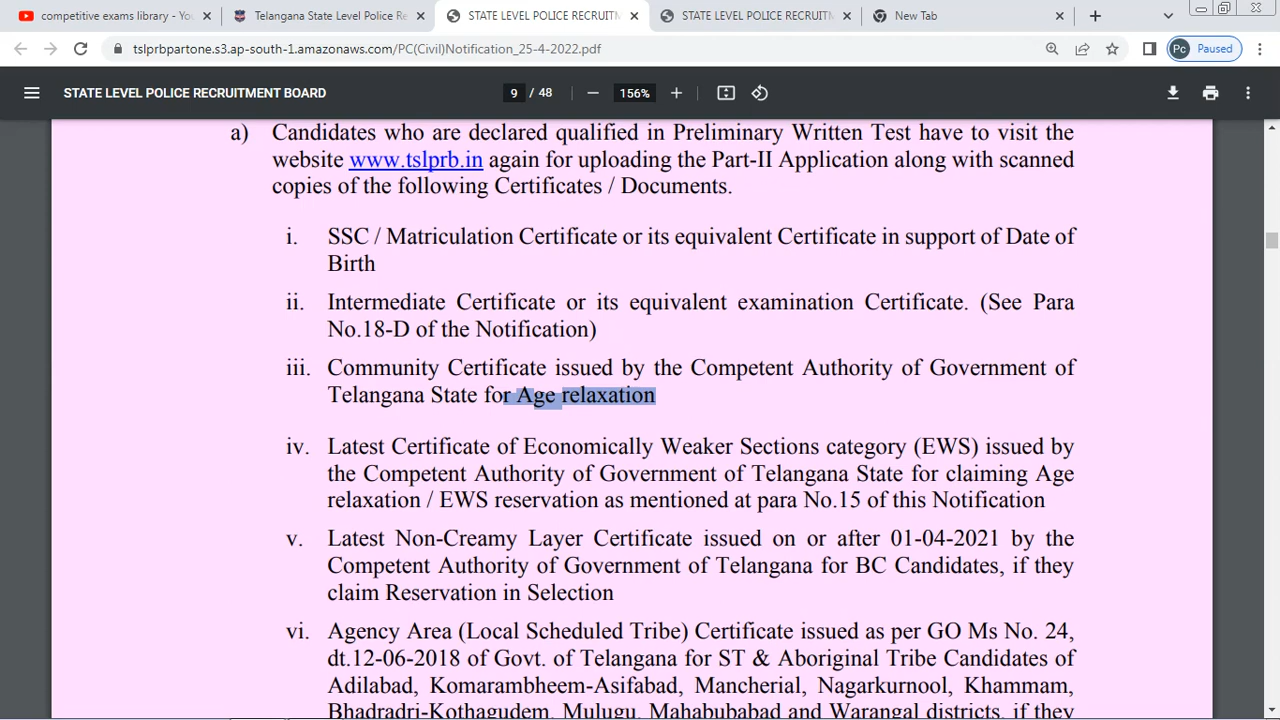 competitive exams library - You
Telangana State Level Police Re
STATE LEVEL POLICE RECRUITM
STATE LEVEL POLICE RECRUITM
New Tab
tslprbpartone.s3.ap-south-1.amazonaws.com/PC(Civil)Notification_25-4-2022.pdf
Pc Paused
STATE LEVEL POLICE RECRUITMENT BOARD
9 / 48
156%
a) Candidates who are declared qualified in Preliminary Written Test have to visit the
website www.tslprb.in again for uploading the Part-II Application along with scanned
copies of the following Certificates / Documents.
i. SSC / Matriculation Certificate or its equivalent Certificate in support of Date of
Birth
ii. Intermediate Certificate or its equivalent examination Certificate. (See Para
No.18-D of the Notification)
iii. Community Certificate issued by the Competent Authority of Government of
Telangana State for Age relaxation
iv. Latest Certificate of Economically Weaker Sections category (EWS) issued by
the Competent Authority of Government of Telangana State for claiming Age
relaxation / EWS reservation as mentioned at para No.15 of this Notification
v. Latest Non-Creamy Layer Certificate issued on or after 01-04-2021 by the
Competent Authority of Government of Telangana for BC Candidates, if they
claim Reservation in Selection
vi. Agency Area (Local Scheduled Tribe) Certificate issued as per GO Ms No. 24,
dt.12-06-2018 of Govt. of Telangana for ST & Aboriginal Tribe Candidates of
Adilabad, Komarambheem-Asifabad, Mancherial, Nagarkurnool, Khammam,
Bhadradri-Kothagudem, Mulugu, Mahabubabad and Warangal districts, if they